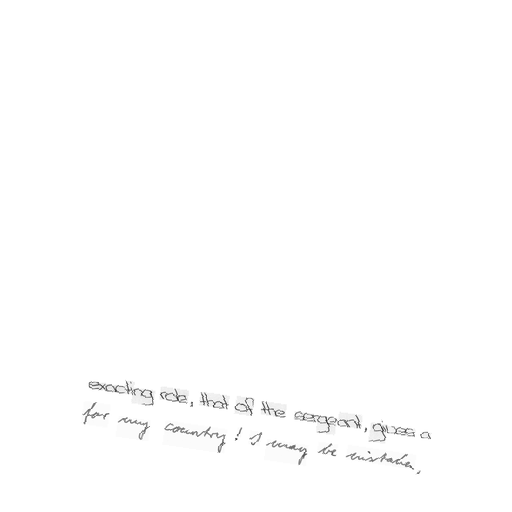 exacting role, that of the sergeant, gives a
for my country! I may be mistaken,